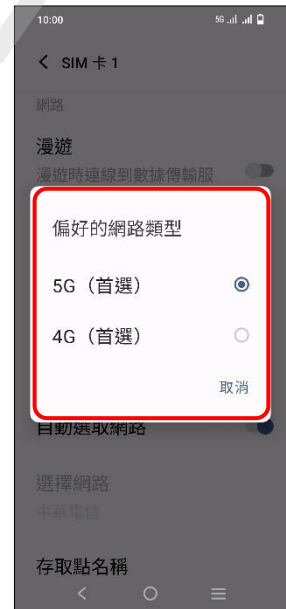 10:00
5G
SIM 卡 1
網路
漫遊
漫遊時連線到數據傳輸服
偏好的網路類型
5G（首選）
4G（首選）
取消
自動選取網路
選擇網路
中華電信
存取點名稱